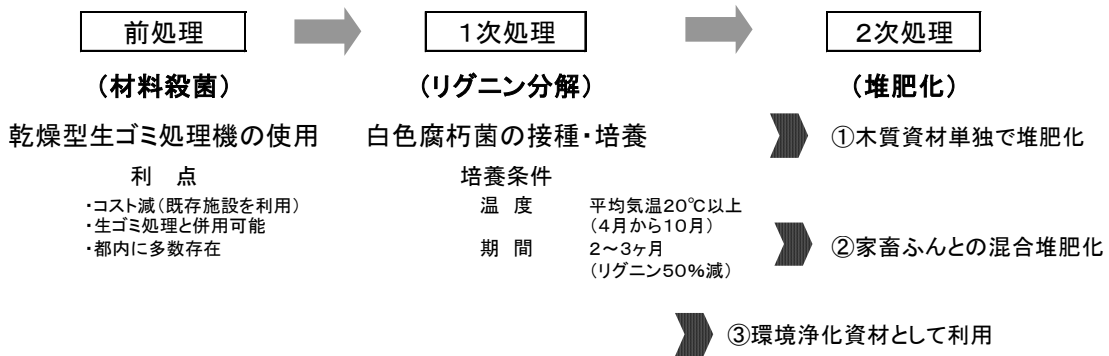 前処理
1次処理
2次処理
（材料殺菌）
（リグニン分解）
（堆肥化）
乾燥型生ゴミ処理機の使用
利　点
・コスト減（既存施設を利用）
・生ゴミ処理と併用可能
・都内に多数存在
白色腐朽菌の接種・培養
培養条件
温　度　平均気温20℃以上
（4月から10月）
期　間　2～3ヶ月
（リグニン50%減）
①木質資材単独で堆肥化
②家畜ふんとの混合堆肥化
③環境浄化資材として利用